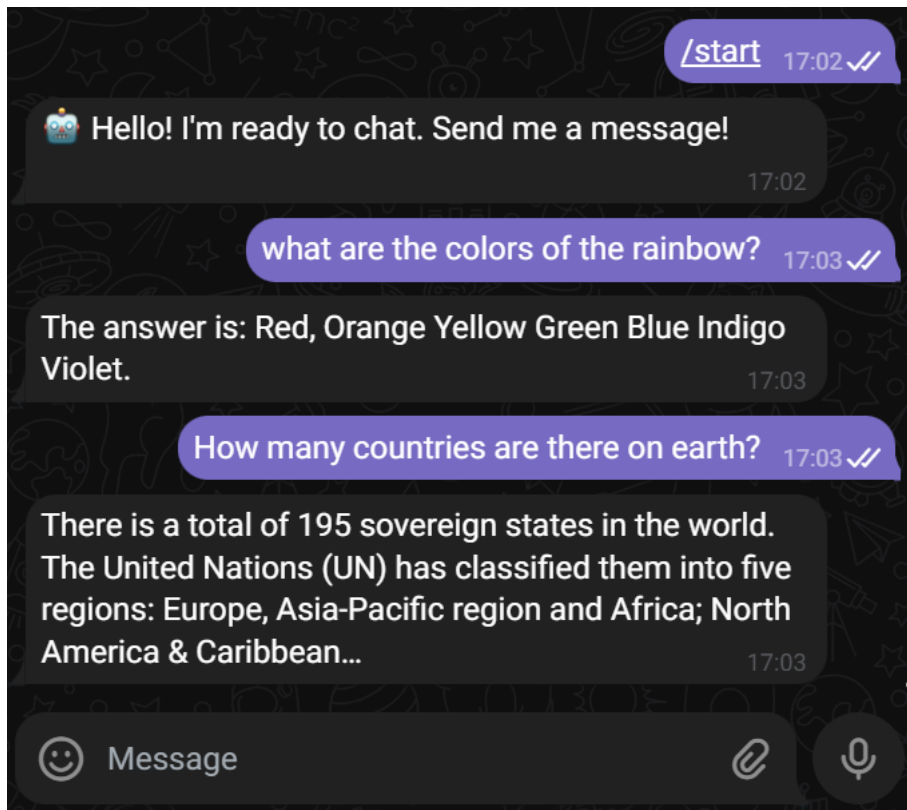 /start 17:02
🤖 Hello! I'm ready to chat. Send me a message!
17:02
what are the colors of the rainbow? 17:03
The answer is: Red, Orange Yellow Green Blue Indigo
Violet.
17:03
How many countries are there on earth? 17:03
There is a total of 195 sovereign states in the world.
The United Nations (UN) has classified them into five
regions: Europe, Asia-Pacific region and Africa; North
America & Caribbean...
17:03
Message